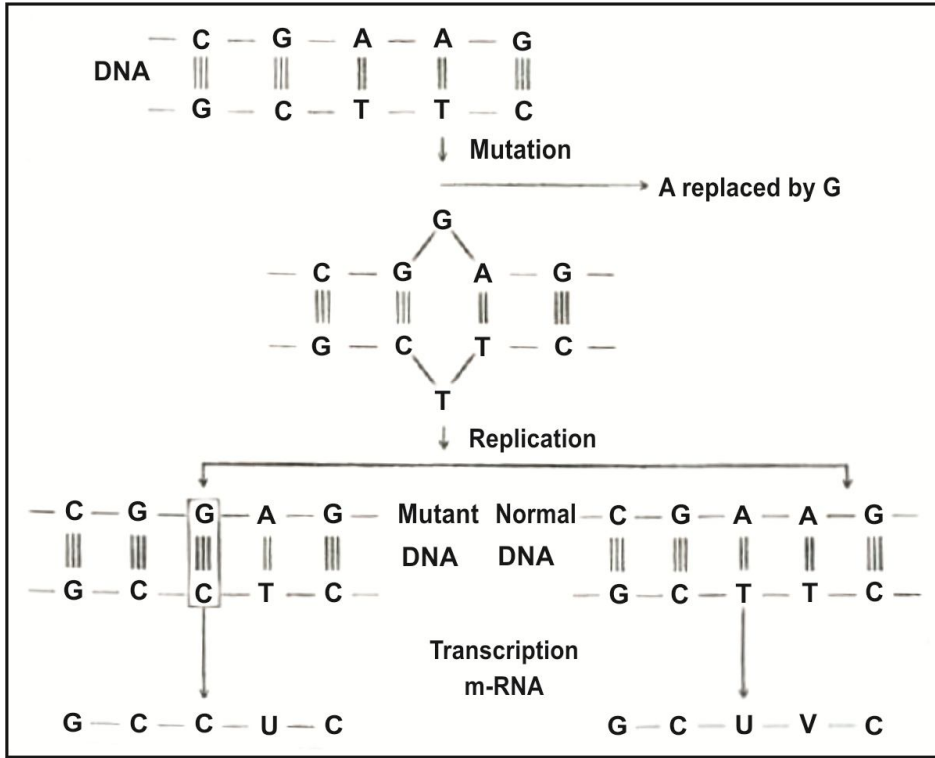 C G A A G
DNA
G C T T C
Mutation
A replaced by G
G
C G A G
G C T C
T
Replication
C G G A G Mutant Normal C G A A G
DNA DNA
G C C T C G C T T C
Transcription
m-RNA
G C C U C G C U V C